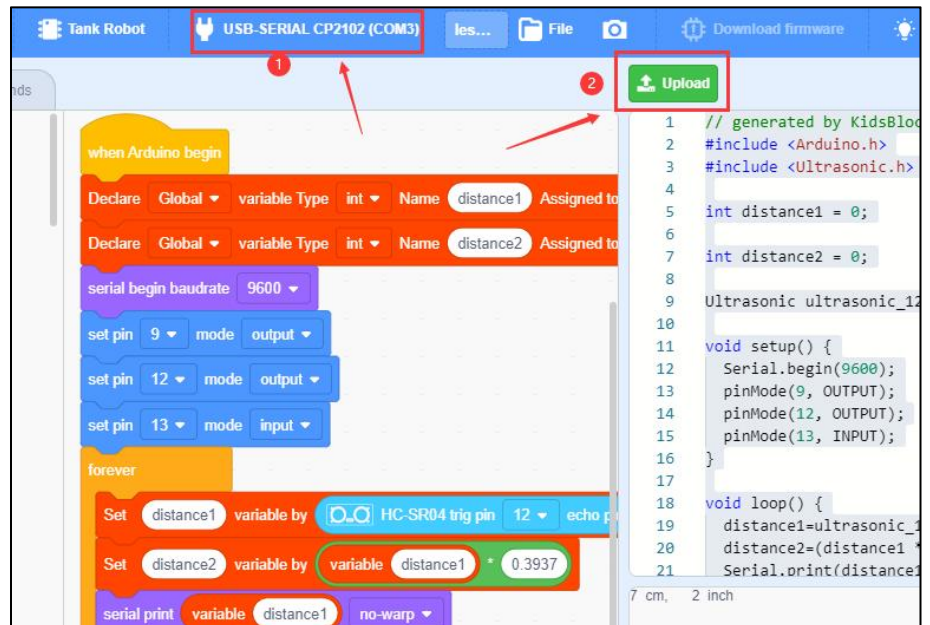 Tank Robot USB-SERIAL CP2102 (COM3) les... File Download firmware
1
2 Upload
nds
when Arduino begin
Declare Global variable Type int Name distance1 Assigned to
Declare Global variable Type int Name distance2 Assigned to
serial begin baudrate 9600
set pin 9 mode output
set pin 12 mode output
set pin 13 mode input
forever
Set distance1 variable by HC-SR04 trig pin 12 echo p
Set distance2 variable by variable distance1 * 0.3937
serial print variable distance1 no-warp
1 // generated by KidsBloc
2 #include <Arduino.h>
3 #include <Ultrasonic.h>
4
5 int distance1 = 0;
6
7 int distance2 = 0;
8
9 Ultrasonic ultrasonic_12
10
11 void setup() {
12 Serial.begin(9600);
13 pinMode(9, OUTPUT);
14 pinMode(12, OUTPUT);
15 pinMode(13, INPUT);
16 }
17
18 void loop() {
19 distance1=ultrasonic_1
20 distance2=(distance1 *
21 Serial.print(distance1
7 cm, 2 inch